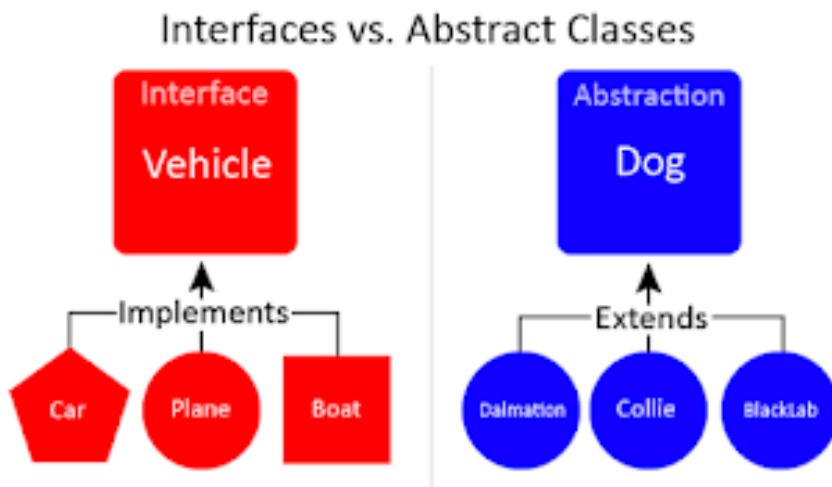 Interfaces vs. Abstract Classes
Interface
Vehicle
Implements
Car
Plane
Boat
Abstraction
Dog
Extends
Dalmation
Collie
BlackLab